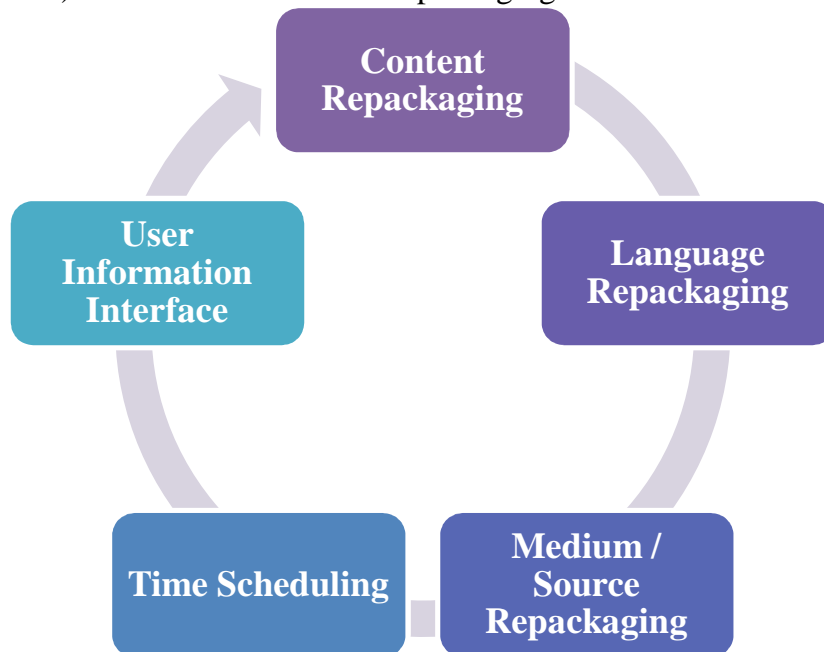 Content
Repackaging
Language
Repackaging
Medium /
Source
Repackaging
Time Scheduling
User
Information
Interface